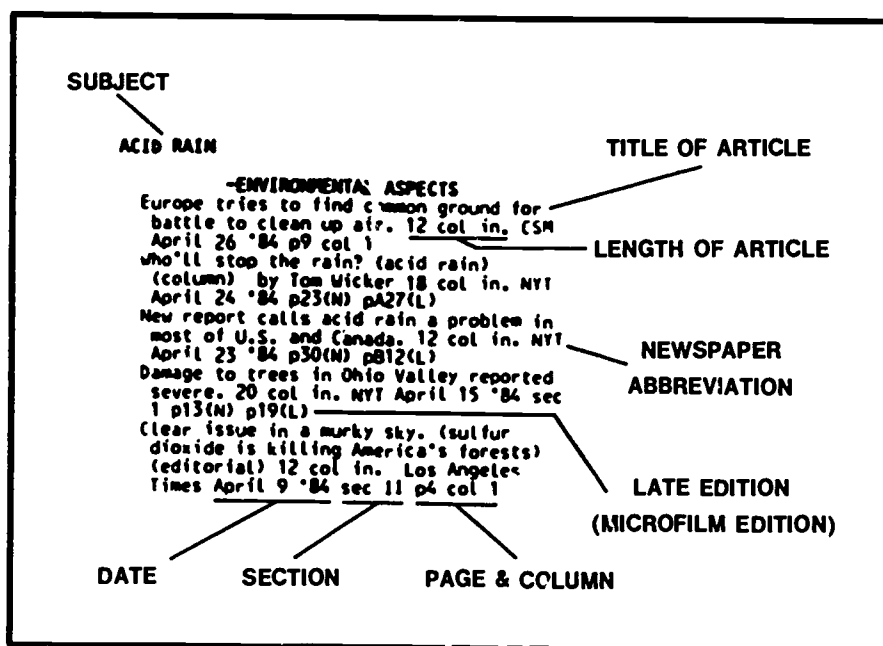 SUBJECT
ACID RAIN
TITLE OF ARTICLE
-ENVIRONMENTAL ASPECTS
Europe tries to find common ground for
battle to clean up air. 12 col in. CSM
April 26 '84 p9 col 1
LENGTH OF ARTICLE
who'll stop the rain? (acid rain)
(column) by Tom Wicker 18 col in. NYT
April 24 '84 p23(N) pA27(L)
New report calls acid rain a problem in
most of U.S. and Canada. 12 col in. NYT
April 23 '84 p30(N) pB12(L)
NEWSPAPER
ABBREVIATION
Damage to trees in Ohio Valley reported
severe. 20 col in. NYT April 15 '84 sec
1 p13(N) p19(L)
Clear issue in a murky sky. (sulfur
dioxide is killing America's forests)
(editorial) 12 col in. Los Angeles
Times April 9 '84 sec II p4 col 1
LATE EDITION
(MICROFILM EDITION)
DATE
SECTION
PAGE & COLUMN